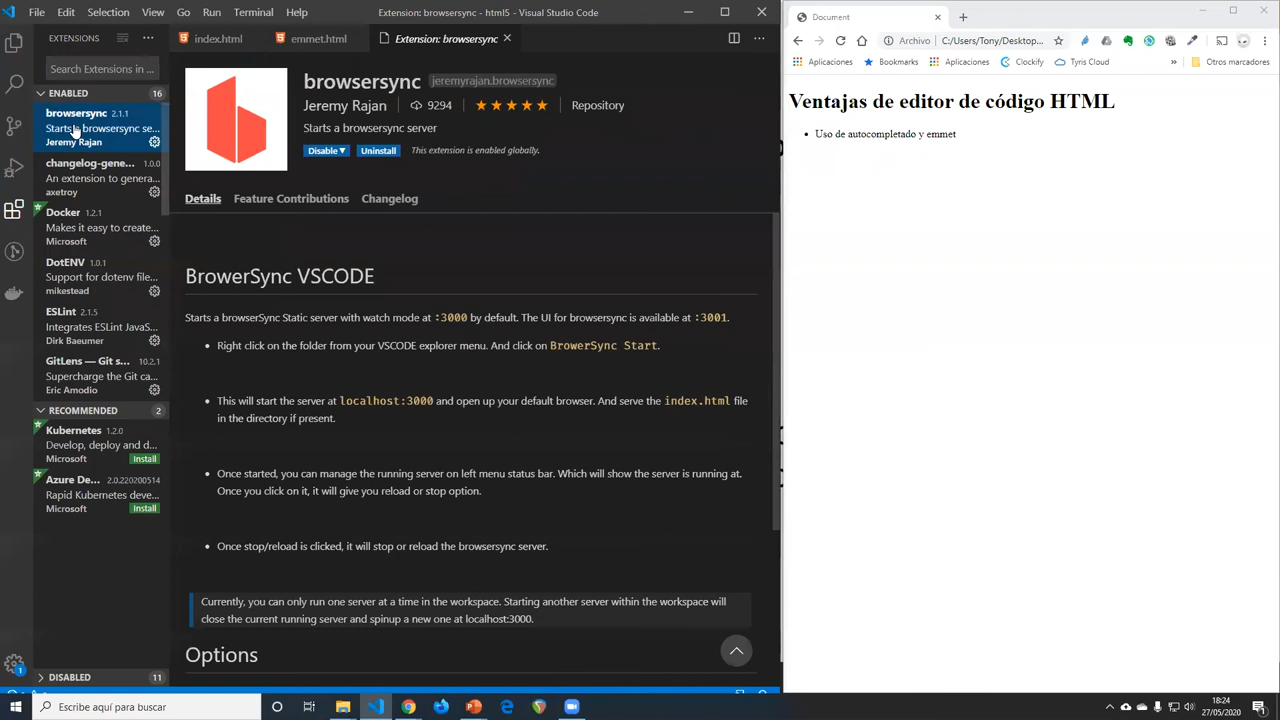 File Edit Selection View Go Run Terminal Help Extension: browsersync - html5 - Visual Studio Code
EXTENSIONS
Search Extensions in ...
ENABLED 16
browsersync 2.1.1
Starts a browsersync se...
Jeremy Rajan
changelog-gene... 1.0.0
An extension to genera...
axetroy
Docker 1.2.1
Makes it easy to create...
Microsoft
DotENV 1.0.1
Support for dotenv file...
mikestead
ESLint 2.1.5
Integrates ESLint JavaS...
Dirk Baeumer
GitLens — Git s... 10.2.1
Supercharge the Git ca...
Eric Amodio
RECOMMENDED 2
Kubernetes 1.2.0
Develop, deploy and d...
Microsoft Install
Azure De... 2.0.220200514
Rapid Kubernetes deve...
Microsoft Install
DISABLED 11
1
index.html emmet.html Extension: browsersync
browsersync jeremyrajan.browsersync
Jeremy Rajan 9294 Repository
Starts a browsersync server
Disable Uninstall This extension is enabled globally.
Details Feature Contributions Changelog
BrowerSync VSCODE
Starts a browserSync Static server with watch mode at :3000 by default. The UI for browsersync is available at :3001.
• Right click on the folder from your VSCODE explorer menu. And click on BrowerSync Start.
• This will start the server at localhost:3000 and open up your default browser. And serve the index.html file
in the directory if present.
• Once started, you can manage the running server on left menu status bar. Which will show the server is running at.
Once you click on it, it will give you reload or stop option.
• Once stop/reload is clicked, it will stop or reload the browsersync server.
Currently, you can only run one server at a time in the workspace. Starting another server within the workspace will
close the current running server and spinup a new one at localhost:3000.
Options
Document
Archivo C:/Users/Tony/Desktop...
Aplicaciones Bookmarks Aplicaciones Clockify Tyris Cloud » Otros marcadores
Ventajas de editor de código HTML
• Uso de autocompletado y emmet
Escribe aquí para buscar
18:24
27/05/2020